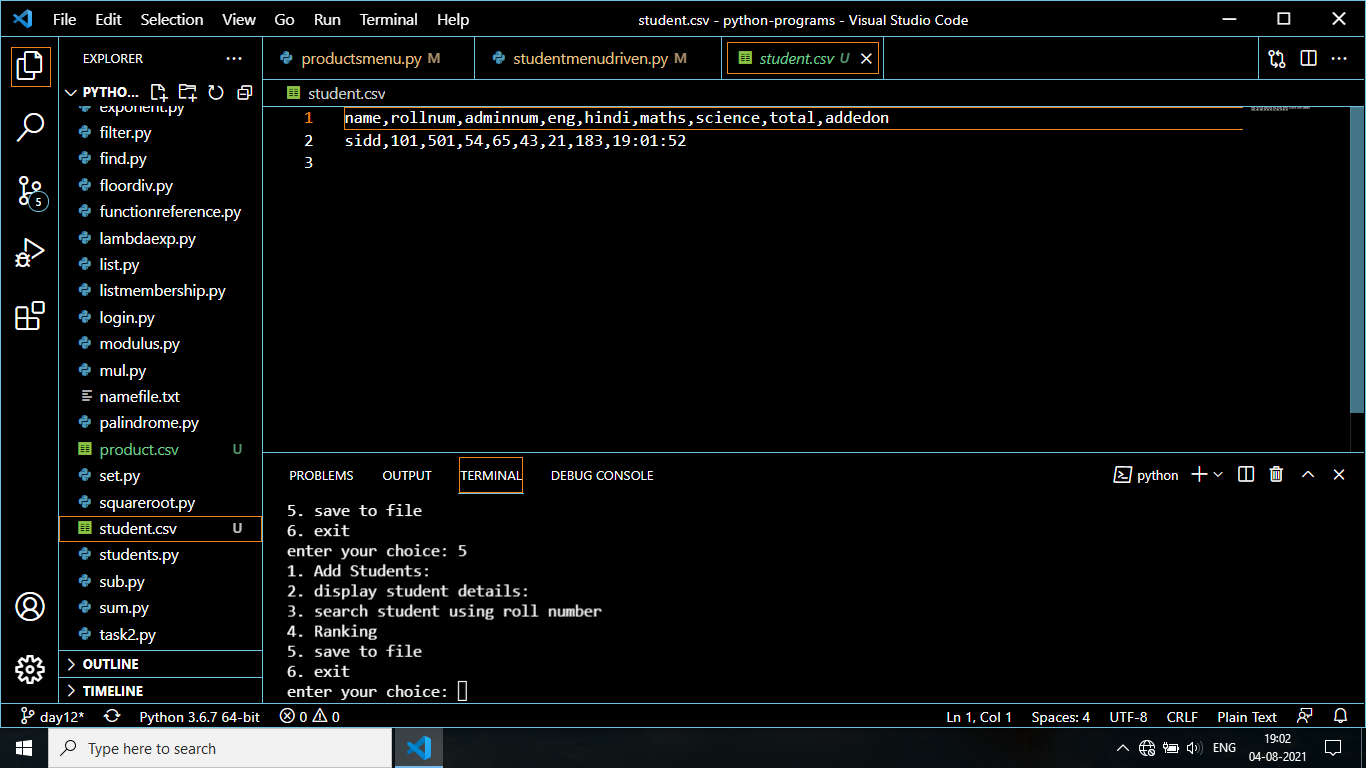 File Edit Selection View Go Run Terminal Help student.csv - python-programs - Visual Studio Code
EXPLORER
productsmenu.py M studentmenudriven.py M student.csv U
PYTHO...
student.csv
exponent.py
filter.py
find.py
floordiv.py
functionreference.py
lambdaexp.py
list.py
listmembership.py
login.py
modulus.py
mul.py
namefile.txt
palindrome.py
product.csv U
set.py
squareroot.py
student.csv U
students.py
sub.py
sum.py
task2.py
OUTLINE
TIMELINE
5
1 name,rollnum,adminnum,eng,hindi,maths,science,total,addedon
2 sidd,101,501,54,65,43,21,183,19:01:52
3
PROBLEMS OUTPUT TERMINAL DEBUG CONSOLE python
5. save to file
6. exit
enter your choice: 5
1. Add Students:
2. display student details:
3. search student using roll number
4. Ranking
5. save to file
6. exit
enter your choice:
day12* Python 3.6.7 64-bit 0 0 Ln 1, Col 1 Spaces: 4 UTF-8 CRLF Plain Text
Type here to search ENG 19:02
04-08-2021